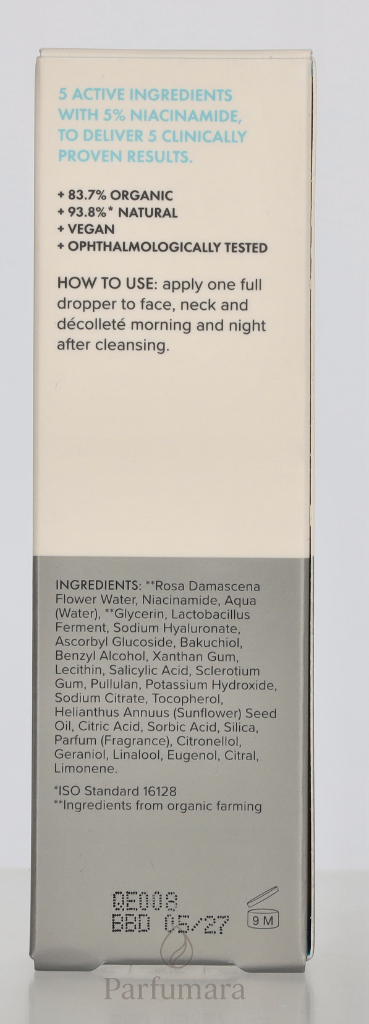 5 ACTIVE INGREDIENTS
WITH 5% NIACINAMIDE,
TO DELIVER 5 CLINICALLY
PROVEN RESULTS.
+ 83.7% ORGANIC
+ 93.8%* NATURAL
+ VEGAN
+ OPHTHALMOLOGICALLY TESTED
HOW TO USE: apply one full
dropper to face, neck and
décolleté morning and night
after cleansing.
INGREDIENTS: **Rosa Damascena
Flower Water, Niacinamide, Aqua
(Water), **Glycerin, Lactobacillus
Ferment, Sodium Hyaluronate,
Ascorbyl Glucoside, Bakuchiol,
Benzyl Alcohol, Xanthan Gum,
Lecithin, Salicylic Acid, Sclerotium
Gum, Pullulan, Potassium Hydroxide,
Sodium Citrate, Tocopherol,
Helianthus Annuus (Sunflower) Seed
Oil, Citric Acid, Sorbic Acid, Silica,
Parfum (Fragrance), Citronellol,
Geraniol, Linalool, Eugenol, Citral,
Limonene.
*ISO Standard 16128
**Ingredients from organic farming
QE008
BBD 05/27
9 M
Parfumara